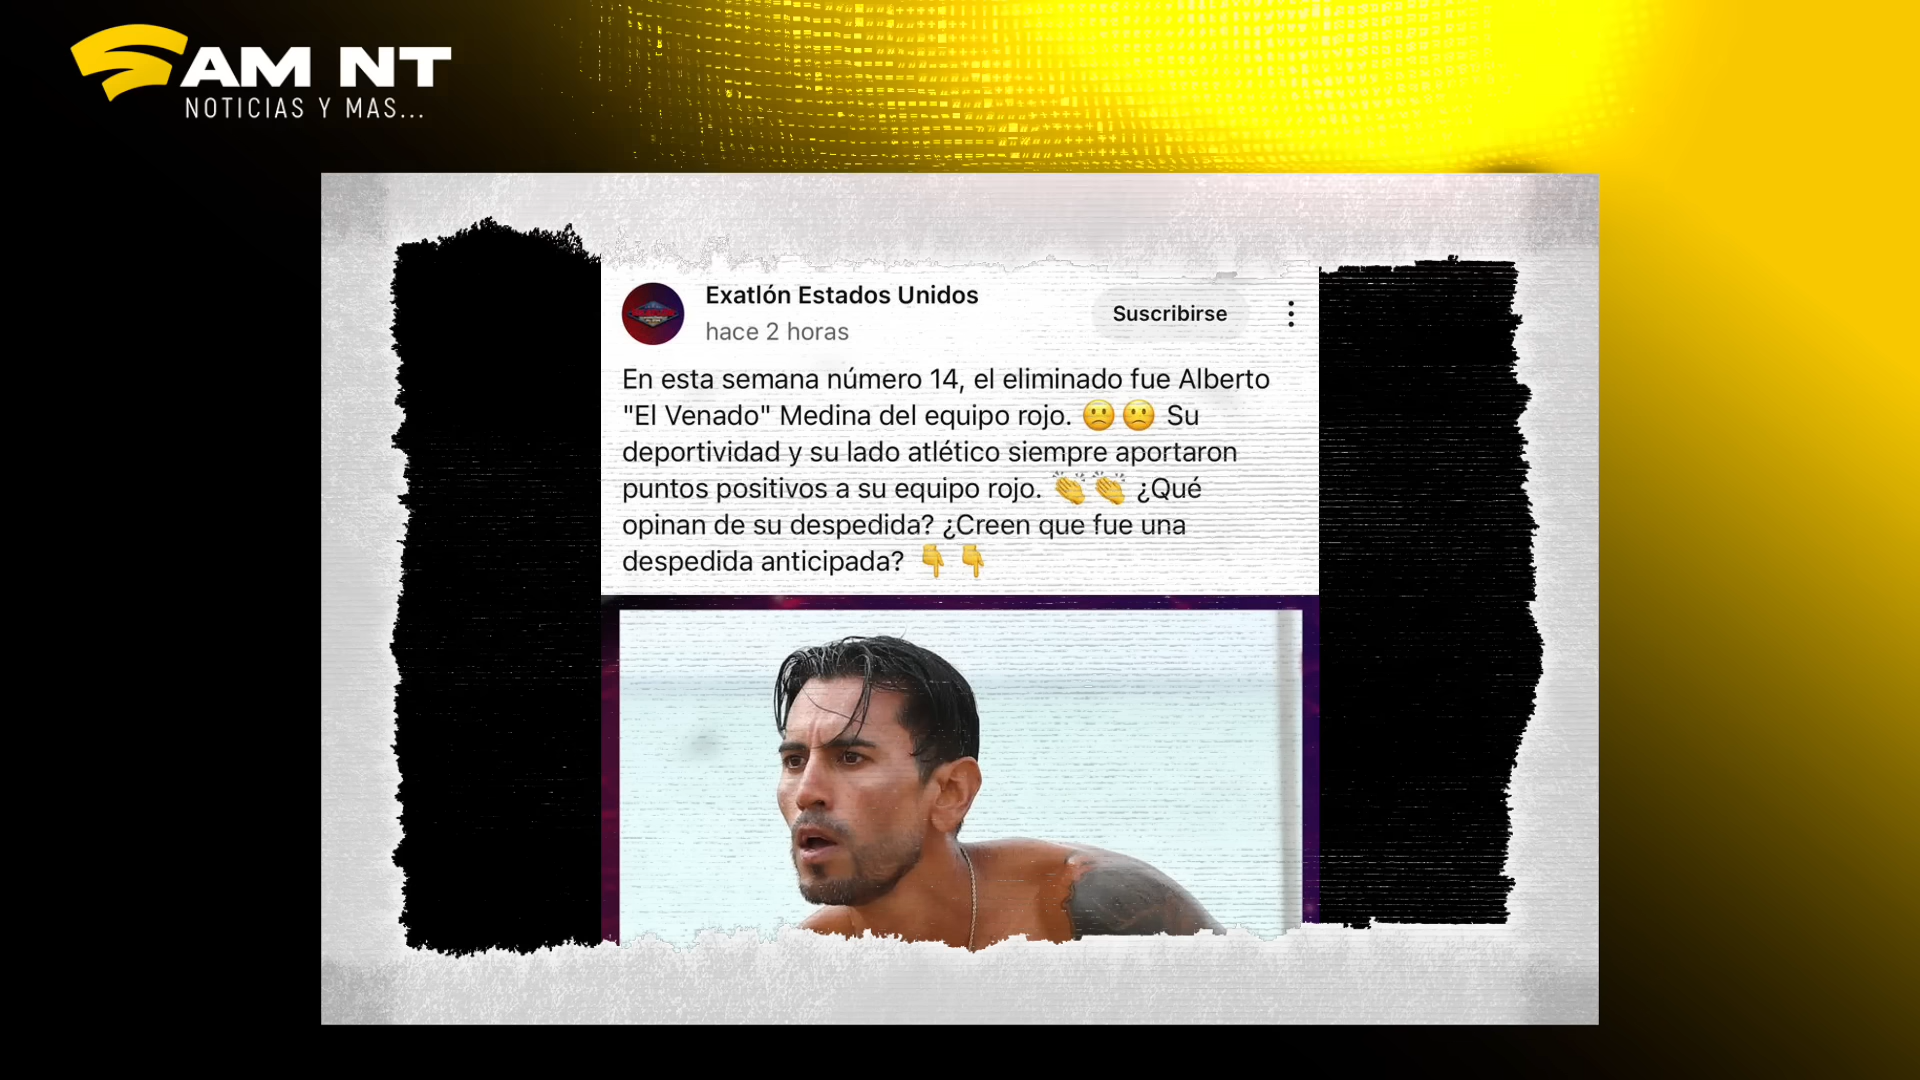 AM NT
NOTICIAS Y MAS...
Exatlón Estados Unidos
hace 2 horas
Suscribirse
En esta semana número 14, el eliminado fue Alberto
"El Venado" Medina del equipo rojo. 🙁🙁 Su
deportividad y su lado atlético siempre aportaron
puntos positivos a su equipo rojo. 👏👏 ¿Qué
opinan de su despedida? ¿Creen que fue una
despedida anticipada? 👇👇